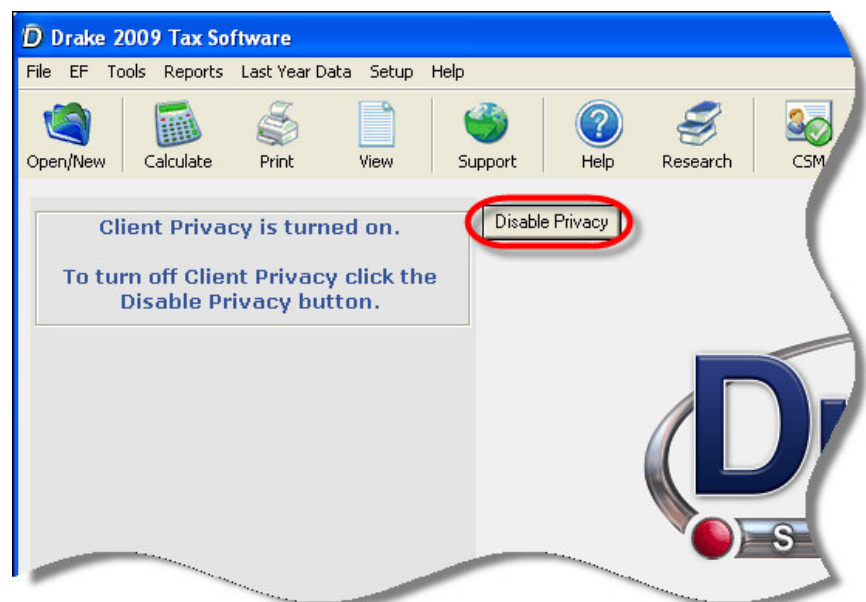 Drake 2009 Tax Software
File EF Tools Reports Last Year Data Setup Help
Open/New Calculate Print View Support Help Research CSM
Client Privacy is turned on.
Disable Privacy
To turn off Client Privacy click the
Disable Privacy button.
D
S